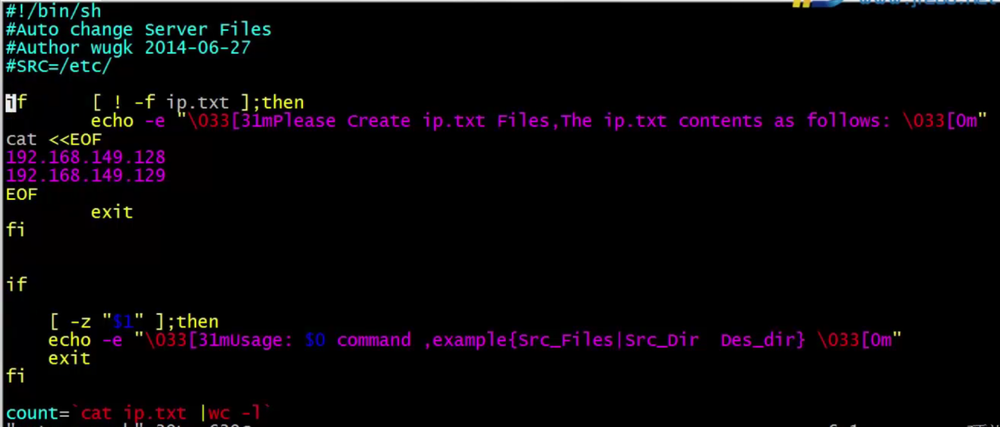 #!/bin/sh
#Auto change Server Files
#Author wugk 2014-06-27
#SRC=/etc/
if [ ! -f ip.txt ];then
echo -e "\033[31mPlease Create ip.txt Files,The ip.txt contents as follows: \033[0m"
cat <<EOF
192.168.149.128
192.168.149.129
EOF
exit
fi
if
[ -z "$1" ];then
echo -e "\033[31mUsage: $0 command ,example{Src_Files|Src_Dir Des_dir} \033[0m"
exit
fi
count=`cat ip.txt |wc -l`